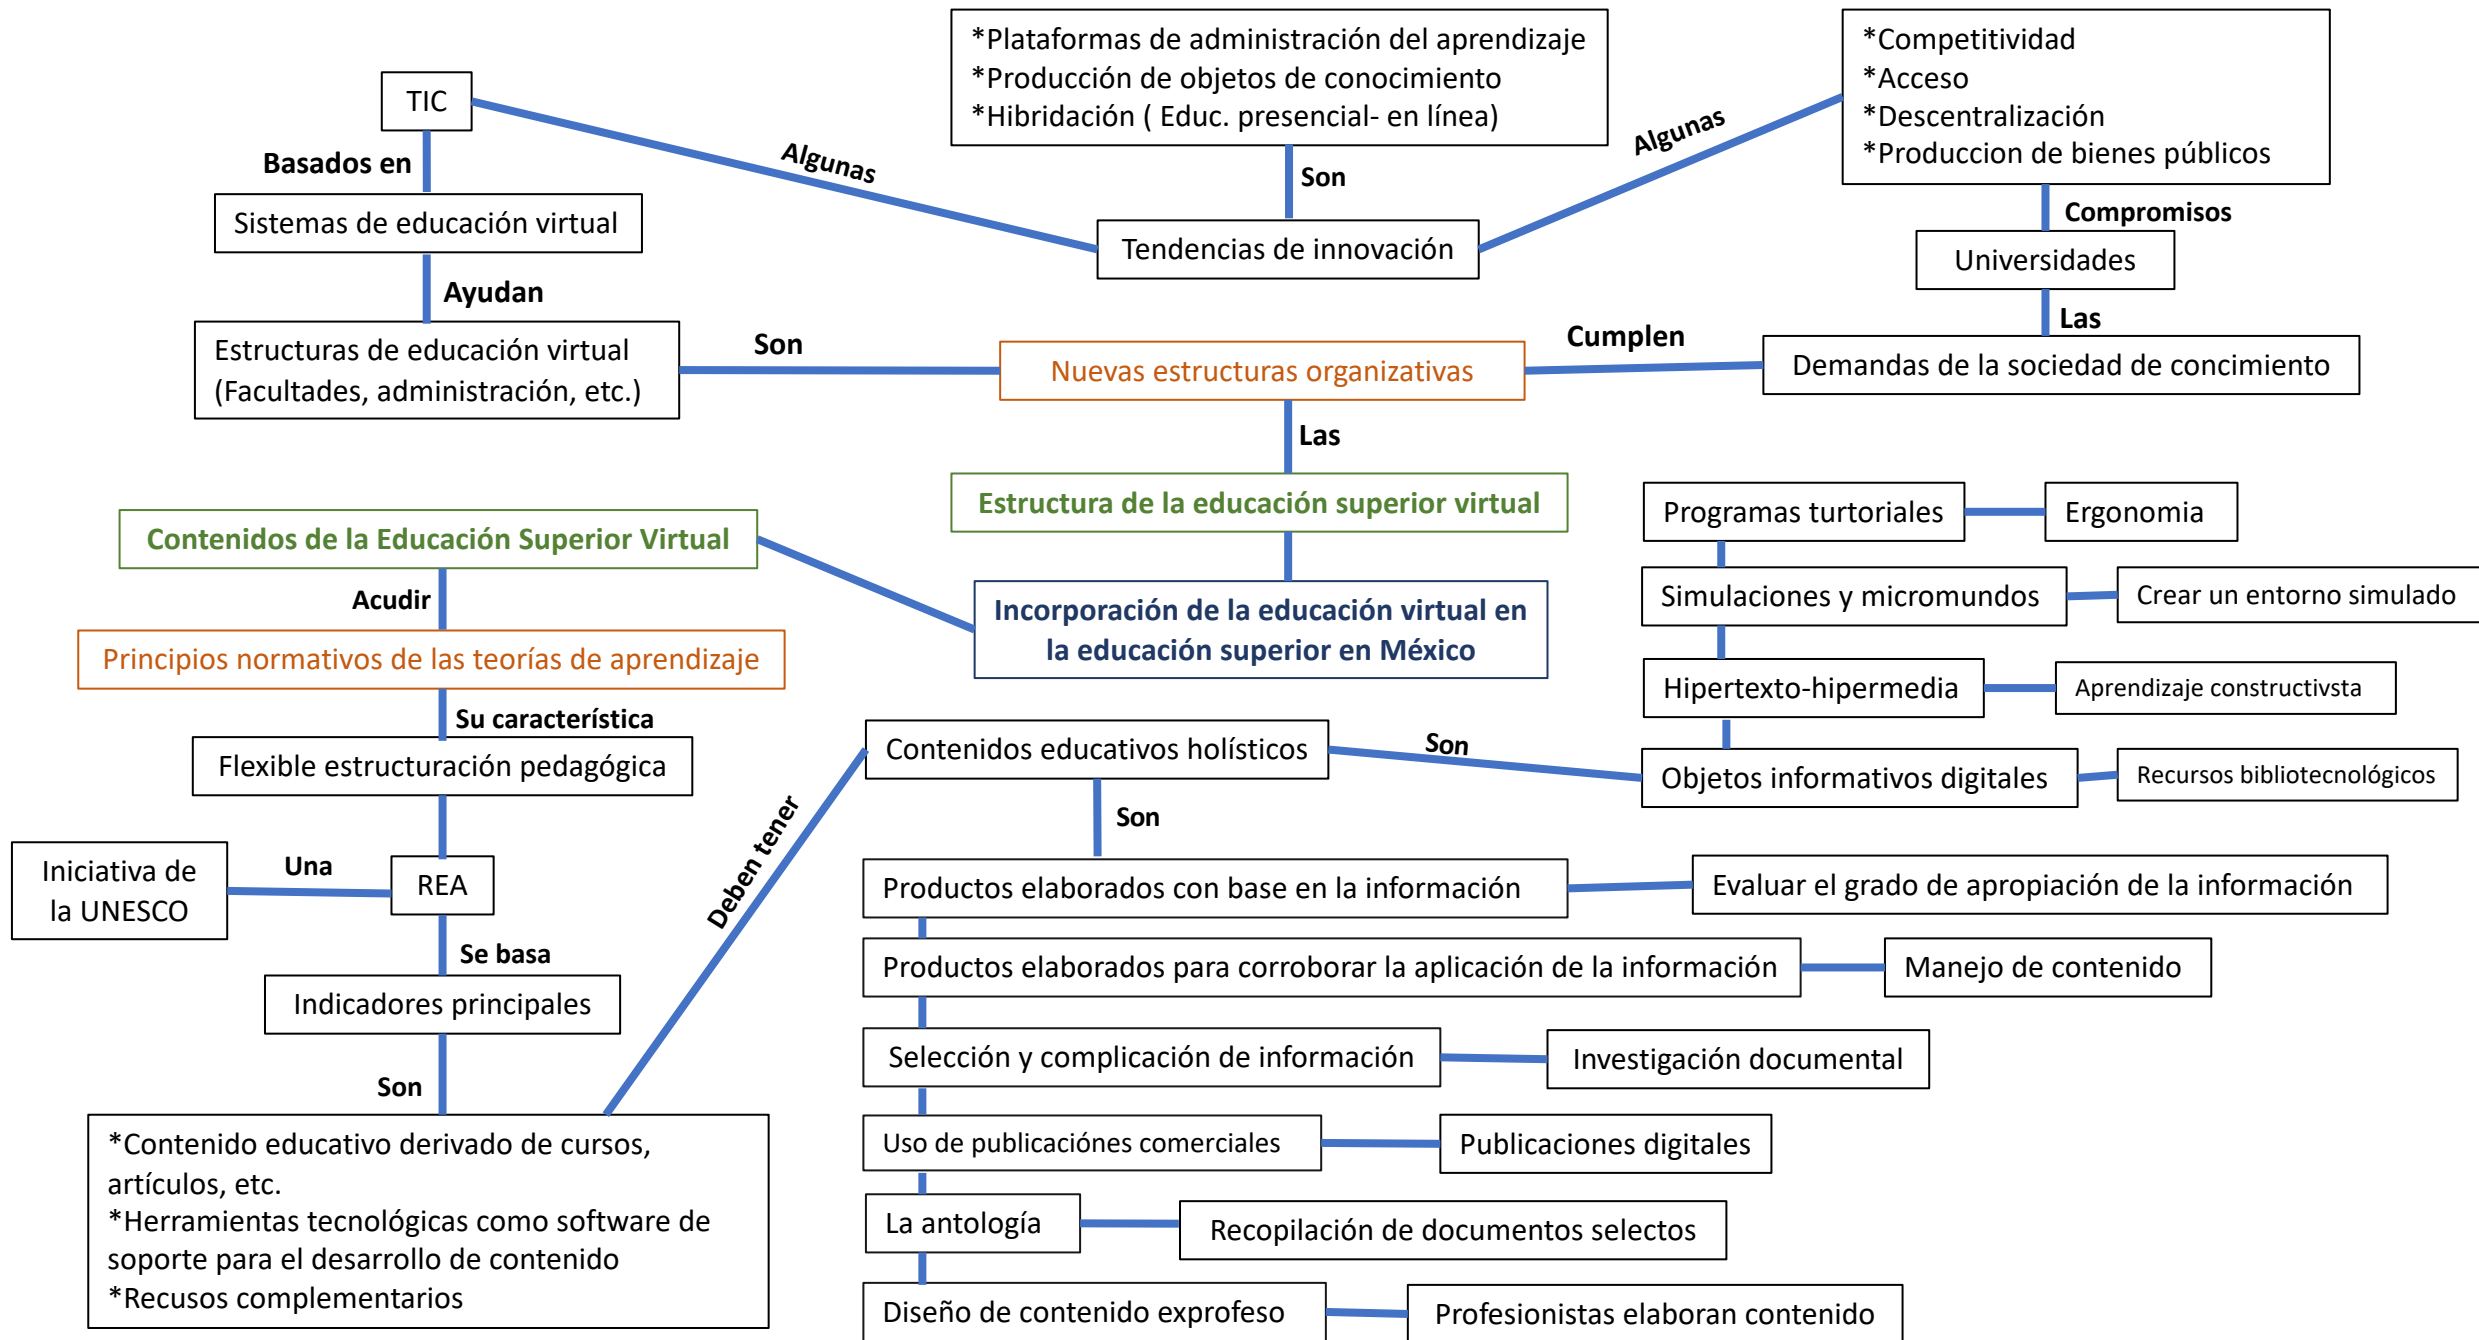 *Plataformas de administración del aprendizaje
*Producción de objetos de conocimiento
*Hibridación ( Educ. presencial- en línea)
*Competitividad
*Acceso
*Descentralización
*Produccion de bienes públicos
TIC
Algunas
Algunas
Basados en
Son
Compromisos
Sistemas de educación virtual
Tendencias de innovación
Universidades
Ayudan
Las
Estructuras de educación virtual
(Facultades, administración, etc.)
Son
Nuevas estructuras organizativas
Cumplen
Demandas de la sociedad de concimiento
Las
Estructura de la educación superior virtual
Contenidos de la Educación Superior Virtual
Incorporación de la educación virtual en
la educación superior en México
Acudir
Principios normativos de las teorías de aprendizaje
Su característica
Flexible estructuración pedagógica
Iniciativa de
la UNESCO
Una
REA
Se basa
Indicadores principales
Son
*Contenido educativo derivado de cursos,
artículos, etc.
*Herramientas tecnológicas como software de
soporte para el desarrollo de contenido
*Recusos complementarios
Deben tener
Contenidos educativos holísticos
Son
Programas turtoriales
Ergonomia
Simulaciones y micromundos
Crear un entorno simulado
Hipertexto-hipermedia
Aprendizaje constructivsta
Objetos informativos digitales
Recursos bibliotecnológicos
Son
Productos elaborados con base en la información
Evaluar el grado de apropiación de la información
Productos elaborados para corroborar la aplicación de la información
Manejo de contenido
Selección y complicación de información
Investigación documental
Uso de publicaciónes comerciales
Publicaciones digitales
La antología
Recopilación de documentos selectos
Diseño de contenido exprofeso
Profesionistas elaboran contenido